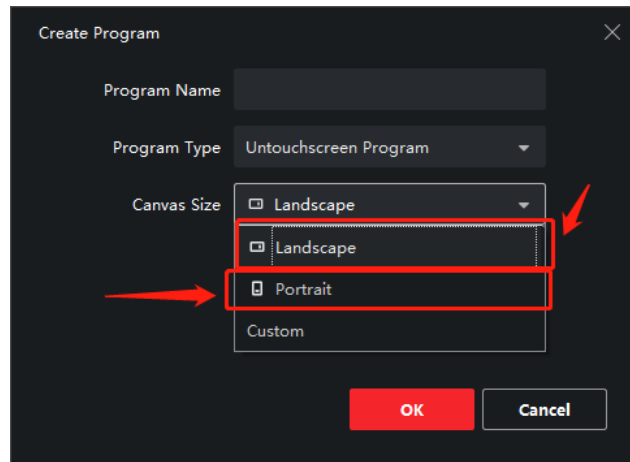 Create Program
Program Name
Program Type Untouchscreen Program
Canvas Size Landscape
Landscape
Portrait
Custom
OK Cancel